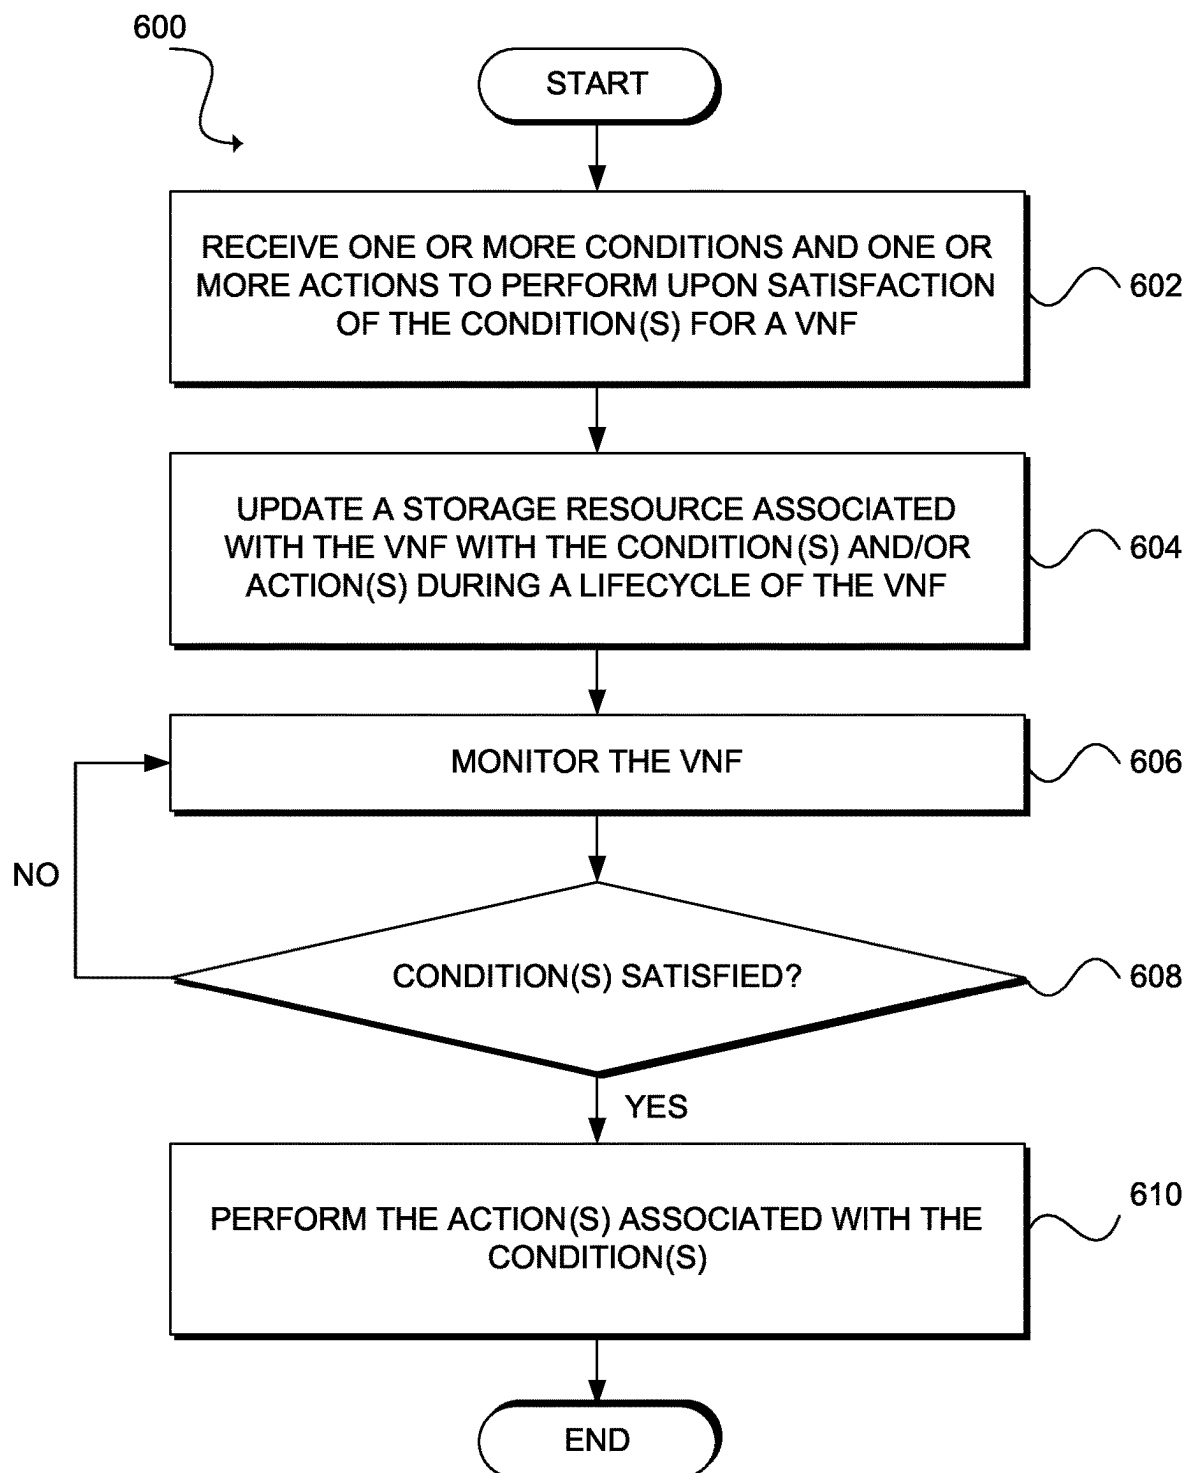 600
START
RECEIVE ONE OR MORE CONDITIONS AND ONE OR
MORE ACTIONS TO PERFORM UPON SATISFACTION
OF THE CONDITION(S) FOR A VNF
602
UPDATE A STORAGE RESOURCE ASSOCIATED
WITH THE VNF WITH THE CONDITION(S) AND/OR
ACTION(S) DURING A LIFECYCLE OF THE VNF
604
MONITOR THE VNF
606
NO
CONDITION(S) SATISFIED?
608
YES
PERFORM THE ACTION(S) ASSOCIATED WITH THE
CONDITION(S)
610
END